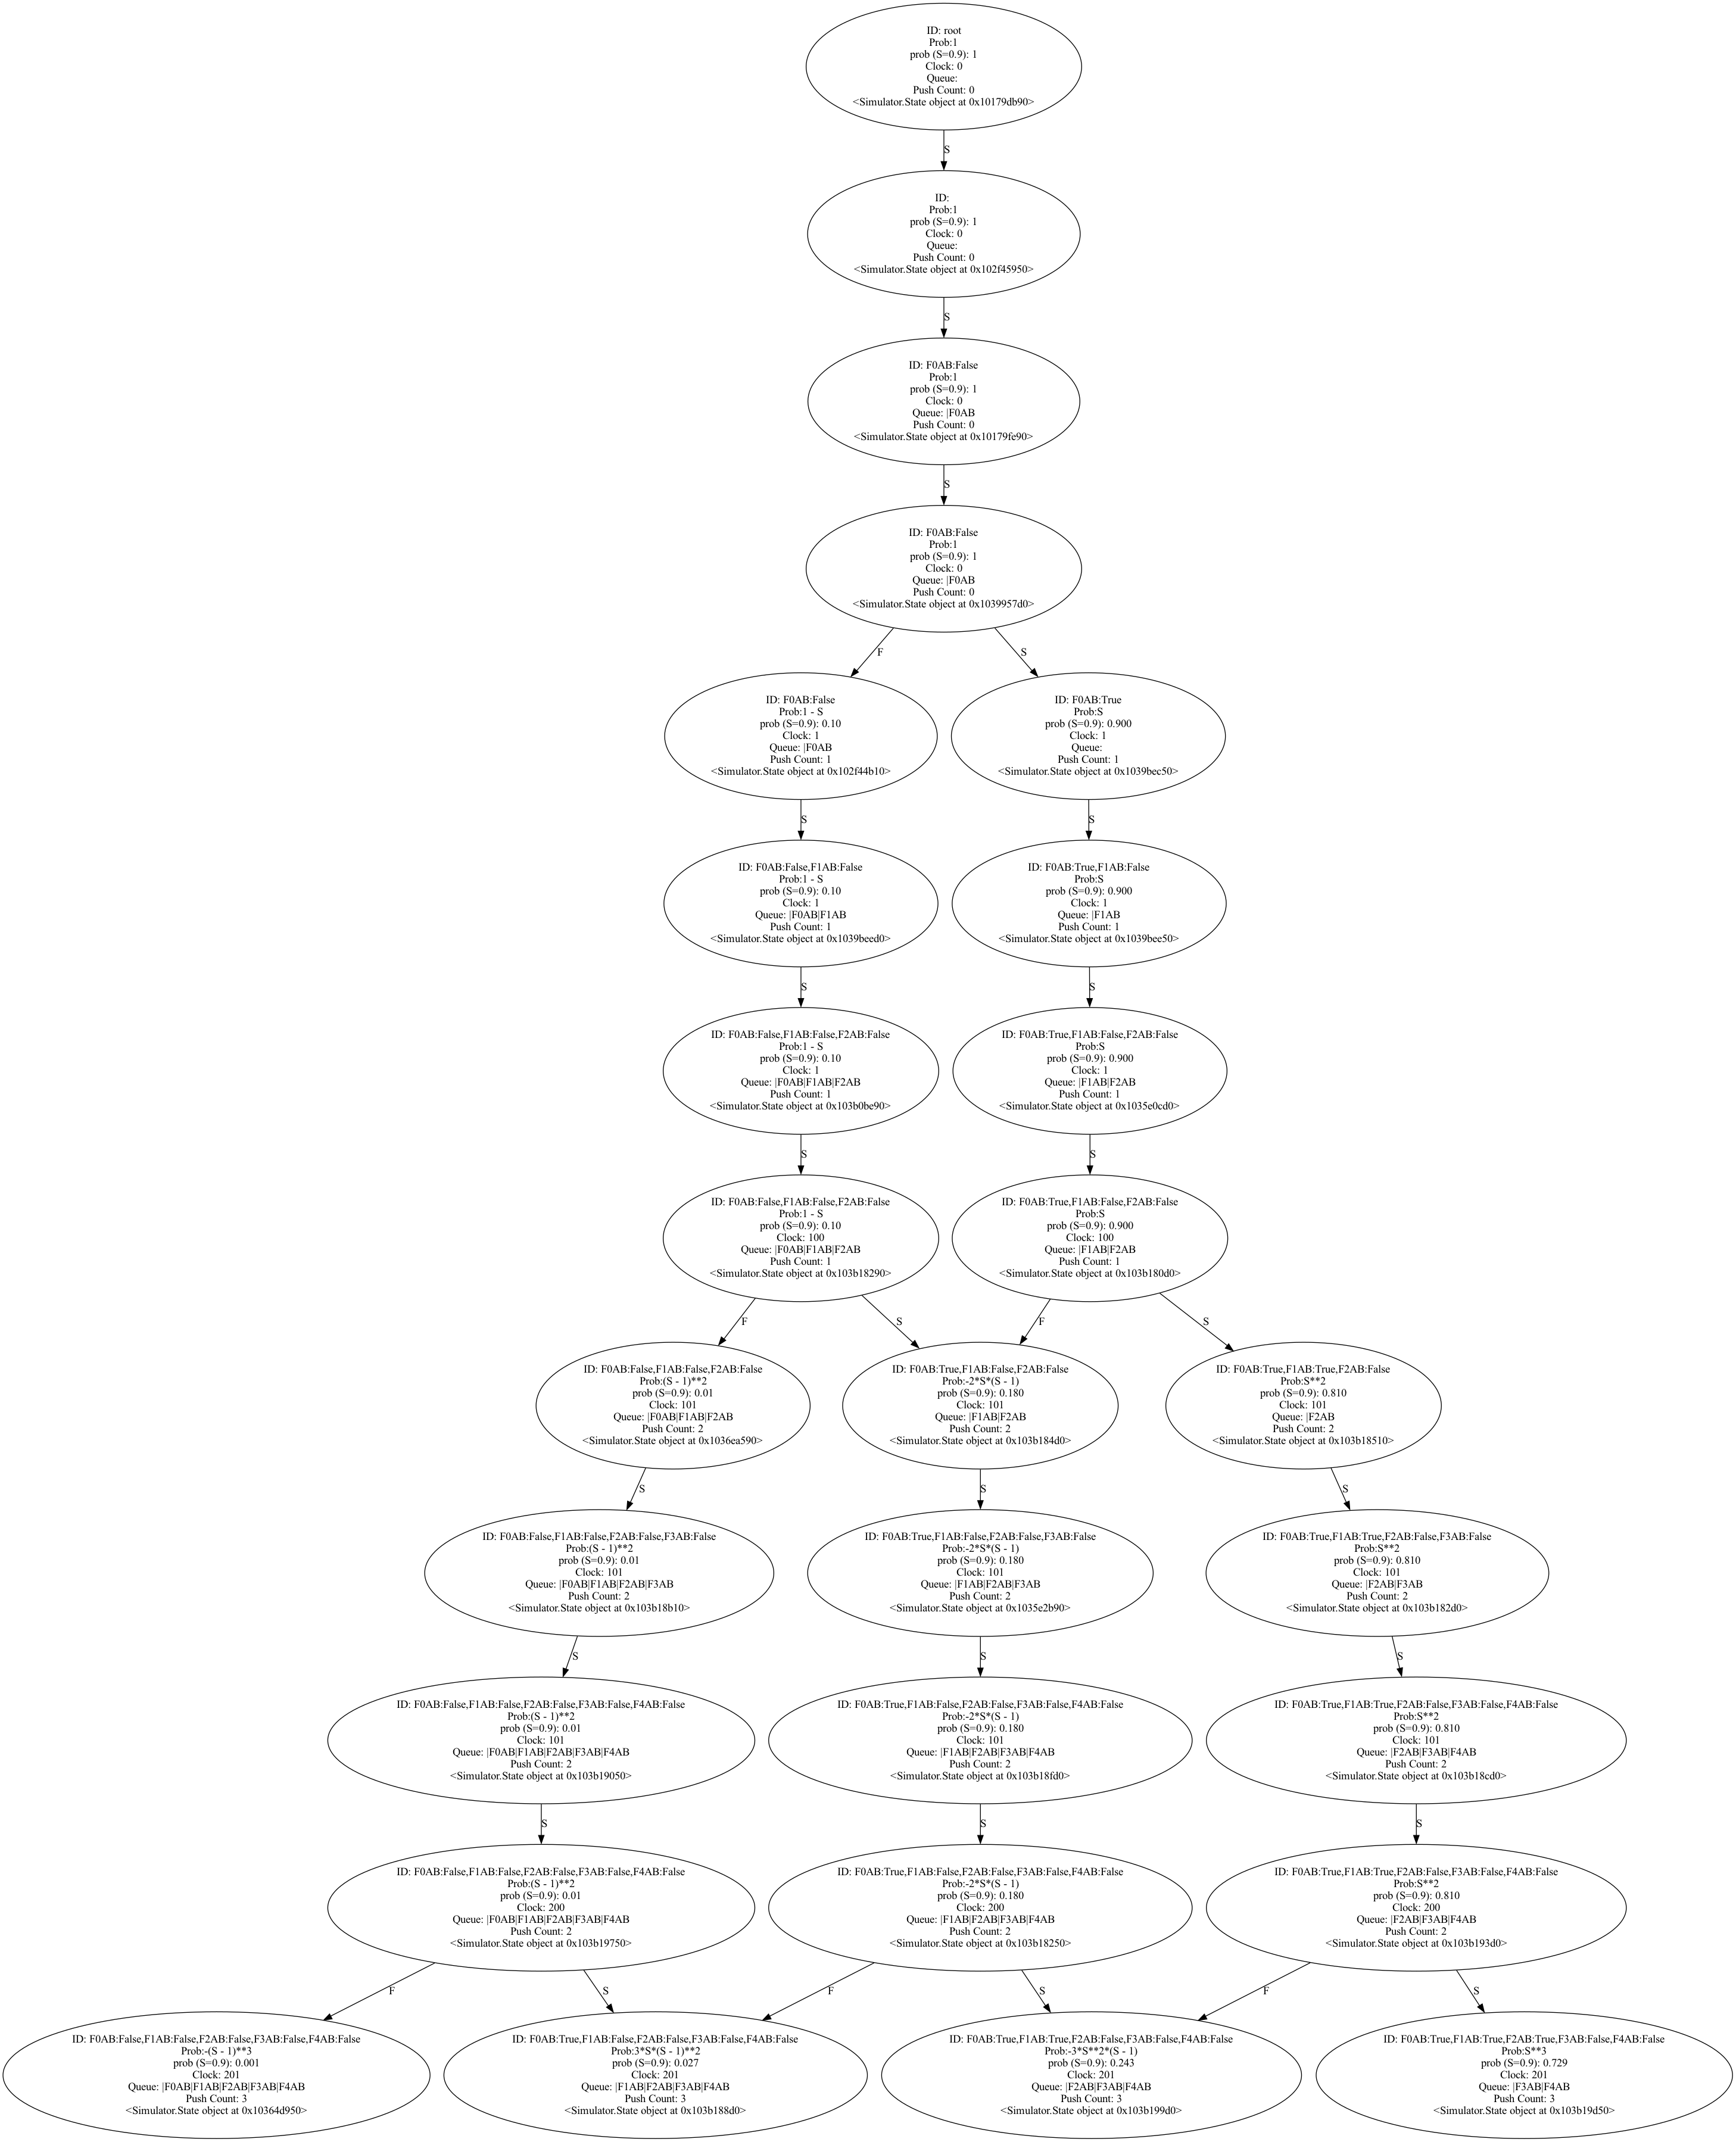 ID: root
Prob:1
prob (S=0.9): 1
Clock: 0
Queue:
Push Count: 0
<Simulator.State object at 0x10179db90>
S
ID:
Prob:1
prob (S=0.9): 1
Clock: 0
Queue:
Push Count: 0
<Simulator.State object at 0x102f45950>
S
ID: F0AB:False
Prob:1
prob (S=0.9): 1
Clock: 0
Queue: |F0AB
Push Count: 0
<Simulator.State object at 0x10179fe90>
S
ID: F0AB:False
Prob:1
prob (S=0.9): 1
Clock: 0
Queue: |F0AB
Push Count: 0
<Simulator.State object at 0x1039957d0>
F
S
ID: F0AB:False
Prob:1 - S
prob (S=0.9): 0.10
Clock: 1
Queue: |F0AB
Push Count: 1
<Simulator.State object at 0x102f44b10>
ID: F0AB:True
Prob:S
prob (S=0.9): 0.900
Clock: 1
Queue:
Push Count: 1
<Simulator.State object at 0x1039bec50>
S
S
ID: F0AB:False,F1AB:False
Prob:1 - S
prob (S=0.9): 0.10
Clock: 1
Queue: |F0AB|F1AB
Push Count: 1
<Simulator.State object at 0x1039beed0>
ID: F0AB:True,F1AB:False
Prob:S
prob (S=0.9): 0.900
Clock: 1
Queue: |F1AB
Push Count: 1
<Simulator.State object at 0x1039bee50>
S
S
ID: F0AB:False,F1AB:False,F2AB:False
Prob:1 - S
prob (S=0.9): 0.10
Clock: 1
Queue: |F0AB|F1AB|F2AB
Push Count: 1
<Simulator.State object at 0x103b0be90>
ID: F0AB:True,F1AB:False,F2AB:False
Prob:S
prob (S=0.9): 0.900
Clock: 1
Queue: |F1AB|F2AB
Push Count: 1
<Simulator.State object at 0x1035e0cd0>
S
S
ID: F0AB:False,F1AB:False,F2AB:False
Prob:1 - S
prob (S=0.9): 0.10
Clock: 100
Queue: |F0AB|F1AB|F2AB
Push Count: 1
<Simulator.State object at 0x103b18290>
ID: F0AB:True,F1AB:False,F2AB:False
Prob:S
prob (S=0.9): 0.900
Clock: 100
Queue: |F1AB|F2AB
Push Count: 1
<Simulator.State object at 0x103b180d0>
F
S
F
S
ID: F0AB:False,F1AB:False,F2AB:False
Prob:(S - 1)**2
prob (S=0.9): 0.01
Clock: 101
Queue: |F0AB|F1AB|F2AB
Push Count: 2
<Simulator.State object at 0x1036ea590>
ID: F0AB:True,F1AB:False,F2AB:False
Prob:-2*S*(S - 1)
prob (S=0.9): 0.180
Clock: 101
Queue: |F1AB|F2AB
Push Count: 2
<Simulator.State object at 0x103b184d0>
ID: F0AB:True,F1AB:True,F2AB:False
Prob:S**2
prob (S=0.9): 0.810
Clock: 101
Queue: |F2AB
Push Count: 2
<Simulator.State object at 0x103b18510>
S
S
S
ID: F0AB:False,F1AB:False,F2AB:False,F3AB:False
Prob:(S - 1)**2
prob (S=0.9): 0.01
Clock: 101
Queue: |F0AB|F1AB|F2AB|F3AB
Push Count: 2
<Simulator.State object at 0x103b18b10>
ID: F0AB:True,F1AB:False,F2AB:False,F3AB:False
Prob:-2*S*(S - 1)
prob (S=0.9): 0.180
Clock: 101
Queue: |F1AB|F2AB|F3AB
Push Count: 2
<Simulator.State object at 0x1035e2b90>
ID: F0AB:True,F1AB:True,F2AB:False,F3AB:False
Prob:S**2
prob (S=0.9): 0.810
Clock: 101
Queue: |F2AB|F3AB
Push Count: 2
<Simulator.State object at 0x103b182d0>
S
S
S
ID: F0AB:False,F1AB:False,F2AB:False,F3AB:False,F4AB:False
Prob:(S - 1)**2
prob (S=0.9): 0.01
Clock: 101
Queue: |F0AB|F1AB|F2AB|F3AB|F4AB
Push Count: 2
<Simulator.State object at 0x103b19050>
ID: F0AB:True,F1AB:False,F2AB:False,F3AB:False,F4AB:False
Prob:-2*S*(S - 1)
prob (S=0.9): 0.180
Clock: 101
Queue: |F1AB|F2AB|F3AB|F4AB
Push Count: 2
<Simulator.State object at 0x103b18fd0>
ID: F0AB:True,F1AB:True,F2AB:False,F3AB:False,F4AB:False
Prob:S**2
prob (S=0.9): 0.810
Clock: 101
Queue: |F2AB|F3AB|F4AB
Push Count: 2
<Simulator.State object at 0x103b18cd0>
S
S
S
ID: F0AB:False,F1AB:False,F2AB:False,F3AB:False,F4AB:False
Prob:(S - 1)**2
prob (S=0.9): 0.01
Clock: 200
Queue: |F0AB|F1AB|F2AB|F3AB|F4AB
Push Count: 2
<Simulator.State object at 0x103b19750>
ID: F0AB:True,F1AB:False,F2AB:False,F3AB:False,F4AB:False
Prob:-2*S*(S - 1)
prob (S=0.9): 0.180
Clock: 200
Queue: |F1AB|F2AB|F3AB|F4AB
Push Count: 2
<Simulator.State object at 0x103b18250>
ID: F0AB:True,F1AB:True,F2AB:False,F3AB:False,F4AB:False
Prob:S**2
prob (S=0.9): 0.810
Clock: 200
Queue: |F2AB|F3AB|F4AB
Push Count: 2
<Simulator.State object at 0x103b193d0>
F
S
F
S
F
S
ID: F0AB:False,F1AB:False,F2AB:False,F3AB:False,F4AB:False
Prob:-(S - 1)**3
prob (S=0.9): 0.001
Clock: 201
Queue: |F0AB|F1AB|F2AB|F3AB|F4AB
Push Count: 3
<Simulator.State object at 0x10364d950>
ID: F0AB:True,F1AB:False,F2AB:False,F3AB:False,F4AB:False
Prob:3*S*(S - 1)**2
prob (S=0.9): 0.027
Clock: 201
Queue: |F1AB|F2AB|F3AB|F4AB
Push Count: 3
<Simulator.State object at 0x103b188d0>
ID: F0AB:True,F1AB:True,F2AB:False,F3AB:False,F4AB:False
Prob:-3*S**2*(S - 1)
prob (S=0.9): 0.243
Clock: 201
Queue: |F2AB|F3AB|F4AB
Push Count: 3
<Simulator.State object at 0x103b199d0>
ID: F0AB:True,F1AB:True,F2AB:True,F3AB:False,F4AB:False
Prob:S**3
prob (S=0.9): 0.729
Clock: 201
Queue: |F3AB|F4AB
Push Count: 3
<Simulator.State object at 0x103b19d50>